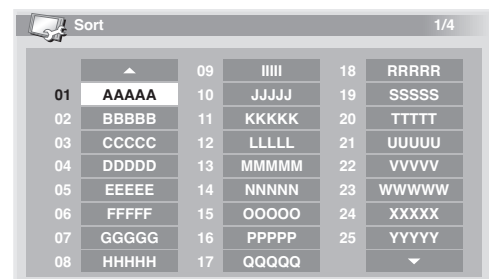 Sort 1/4
01 AAAAA
02 BBBBB
03 CCCCC
04 DDDDD
05 EEEEE
06 FFFFF
07 GGGGG
08 HHHHH
09 IIIII
10 JJJJJ
11 KKKKK
12 LLLLL
13 MMMMM
14 NNNNN
15 OOOOO
16 PPPPP
17 QQQQQ
18 RRRRR
19 SSSSS
20 TTTTT
21 UUUUU
22 VVVVV
23 WWWWW
24 XXXXX
25 YYYYY